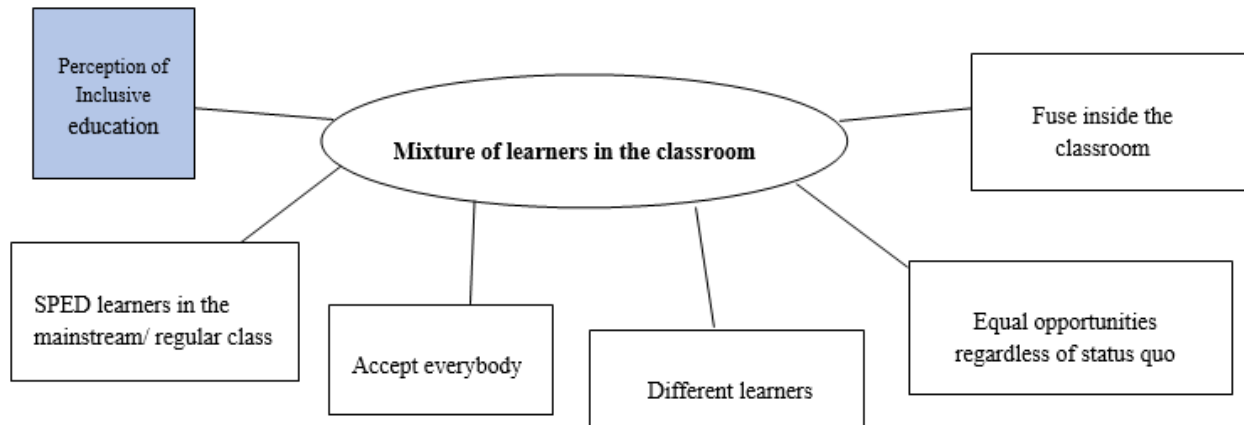 Perception of
Inclusive
education
Mixture of learners in the classroom
Fuse inside the
classroom
SPED learners in the
mainstream/ regular class
Accept everybody
Different learners
Equal opportunities
regardless of status quo